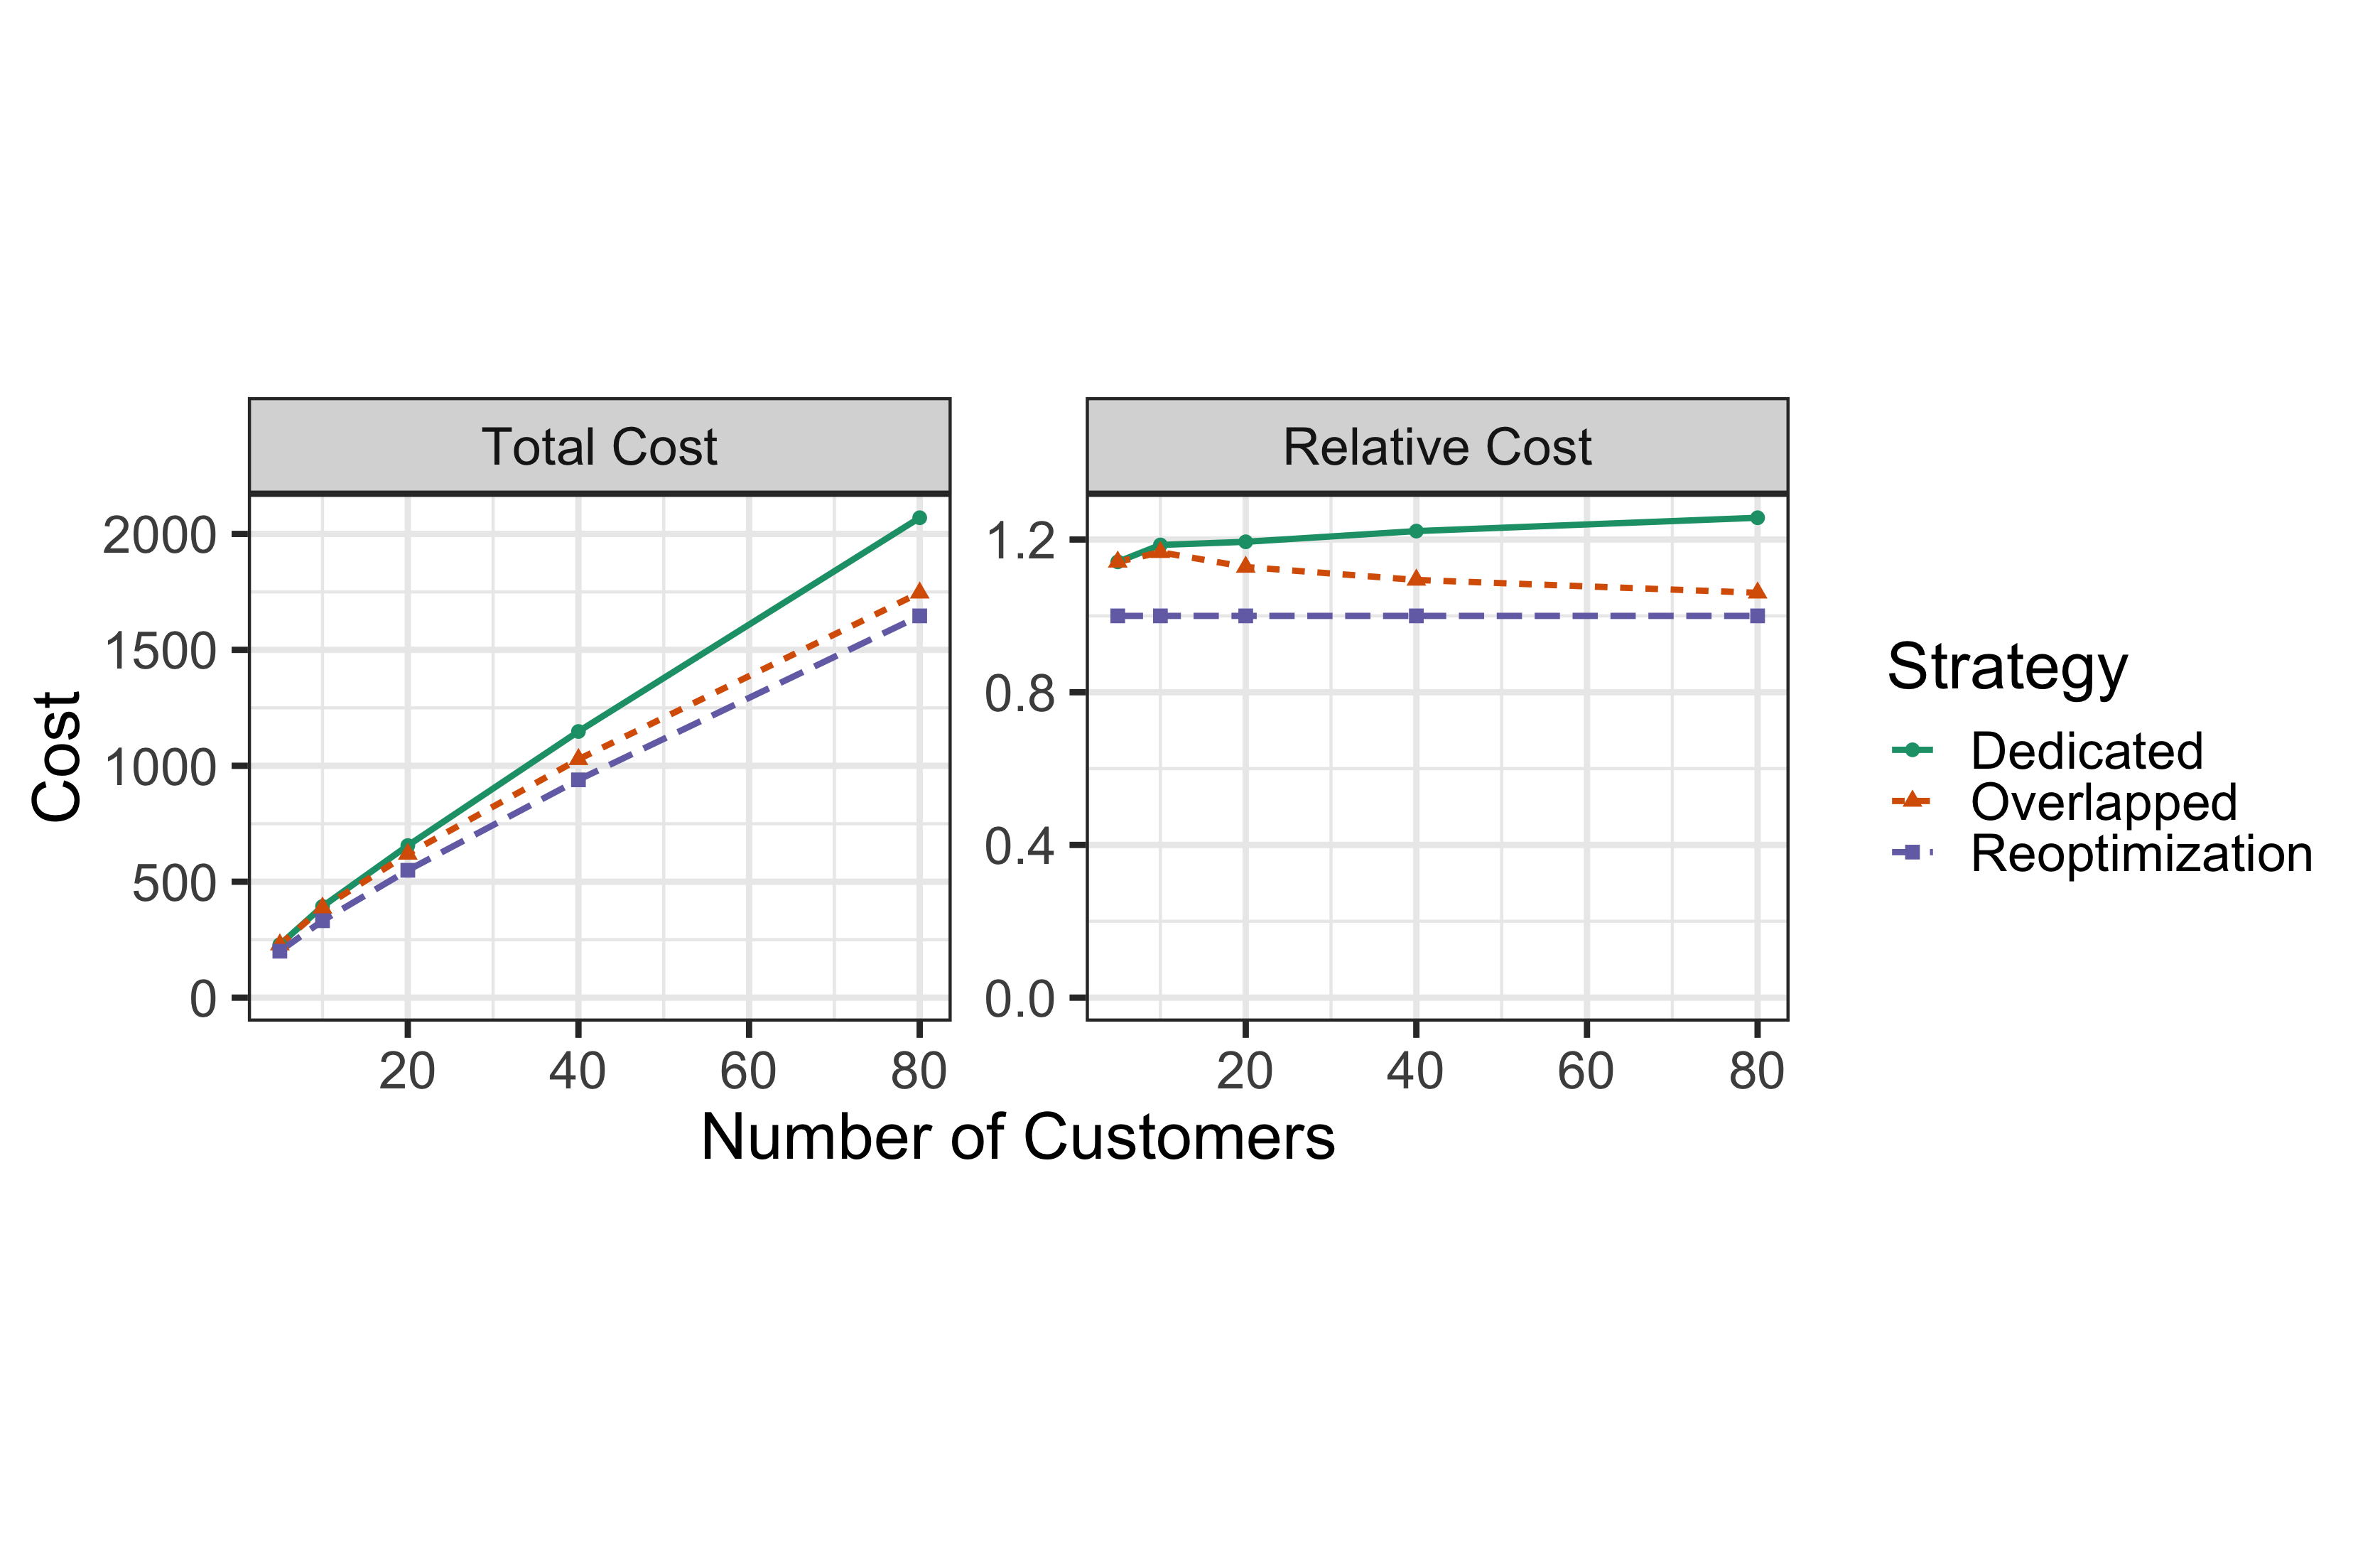 Total Cost
Relative Cost
2000
1500
1000
500
0
1.2
0.8
0.4
0.0
20 40 60 80
20 40 60 80
Cost
Number of Customers
Strategy
Dedicated
Overlapped
Reoptimization